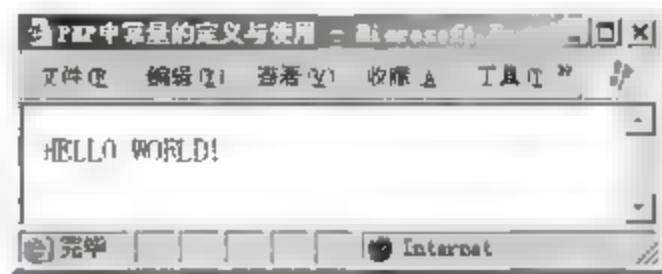 PHP中常量的定义与使用 - Microsoft
文件(F) 编辑(E) 查看(V) 收藏(A 工具(T »
HELLO WORLD!
完毕 Internet